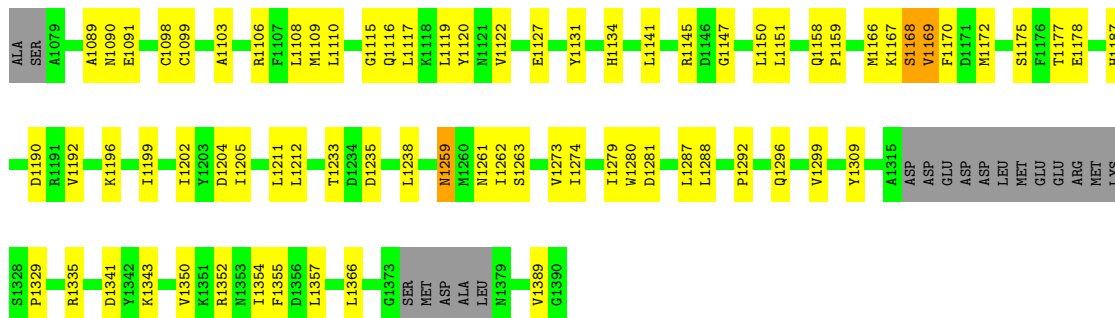 ALA SER A1079 A1089 N1090 E1091 C1098 C1099 A1103 R1106 F1107 L1108 M1109 L1110 G1115 Q1116 L1117 K1118 L1119 Y1120 N1121 V1122 E1127 Y1131 H1134 L1141 R1145 D1146 G1147 L1150 L1151 Q1158 P1159 M1166 K1167 S1168 V1169 F1170 D1171 M1172 S1175 F1176 T1177 E1178 H1187
D1190 R1191 V1192 K1196 I1199 I1202 Y1203 D1204 I1205 L1211 L1212 T1233 D1234 D1235 L1238 N1259 M1260 N1261 I1262 S1263 V1273 I1274 I1279 W1280 D1281 L1287 L1288 P1292 Q1296 V1299 Y1309 A1315 ASP ASP GLU ASP ASP LEU MET GLU GLU ARG MET LYS
S1328 P1329 R1335 D1341 Y1342 K1343 V1350 K1351 R1352 N1353 I1354 F1355 D1356 L1357 L1366 G1373 SER MET ASP ALA LEU N1379 V1389 G1390